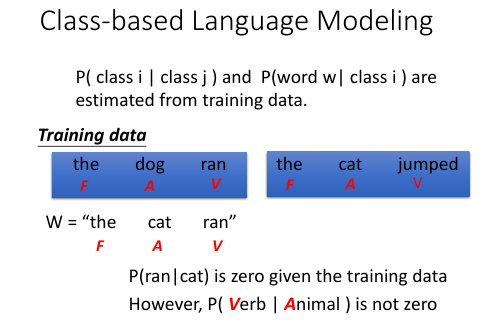 Class-based Language Modeling
P( class i | class j ) and P(word w| class i ) are
estimated from training data.
Training data
the dog ran the cat jumped
F A V F A V
W = “the cat ran”
F A V
P(ran|cat) is zero given the training data
However, P( Verb | Animal ) is not zero